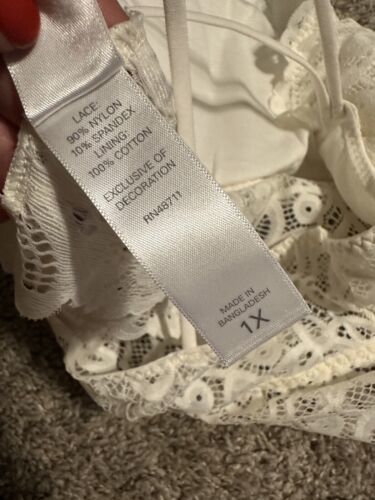 LACE:
90% NYLON
10% SPANDEX
LINING:
100% COTTON
EXCLUSIVE OF
DECORATION
RN48711
MADE IN
BANGLADESH
1X